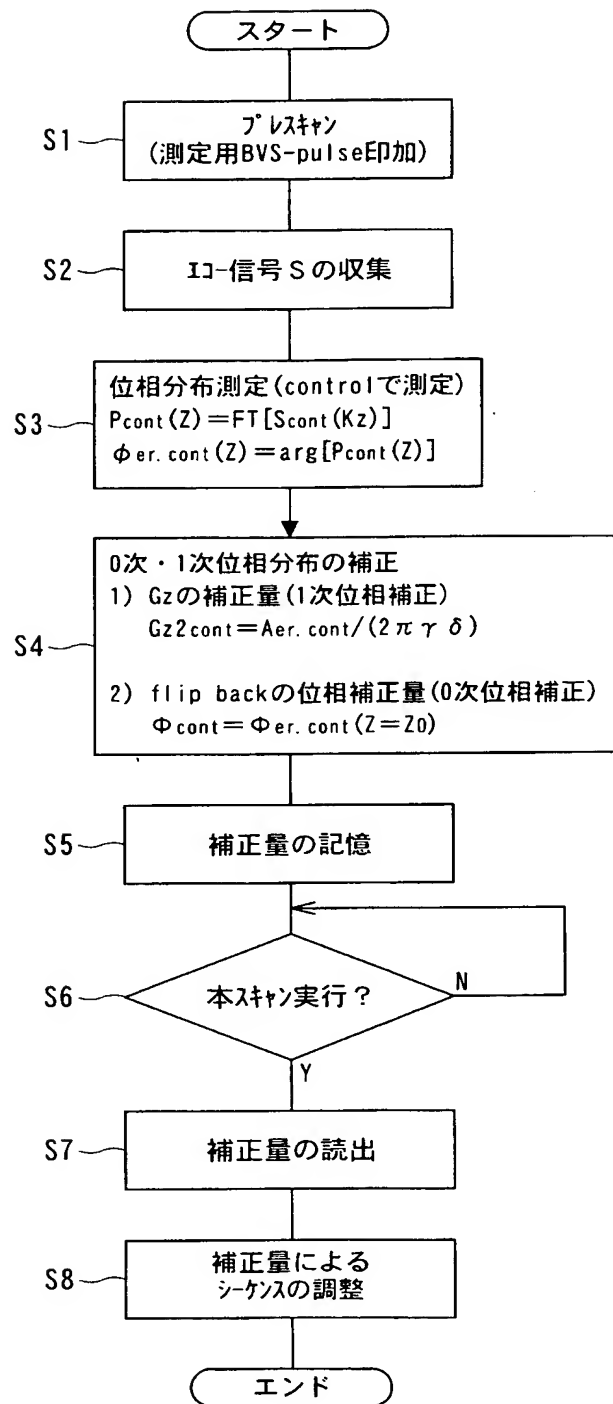 スタート
S1
プレスキャン
(測定用BVS-pulse印加)
S2
エコー信号Sの収集
S3
位相分布測定(controlで測定)
Pcont(Z)=FT[Scont(Kz)]
φer.cont(Z)=arg[Pcont(Z)]
S4
0次・1次位相分布の補正
1) Gzの補正量(1次位相補正)
Gz2cont=Aer.cont/(2πγδ)
2) flip backの位相補正量(0次位相補正)
Φcont=Φer.cont(Z=Z0)
S5
補正量の記憶
S6
本スキャン実行?
N
Y
S7
補正量の読出
S8
補正量による
シーケンスの調整
エンド